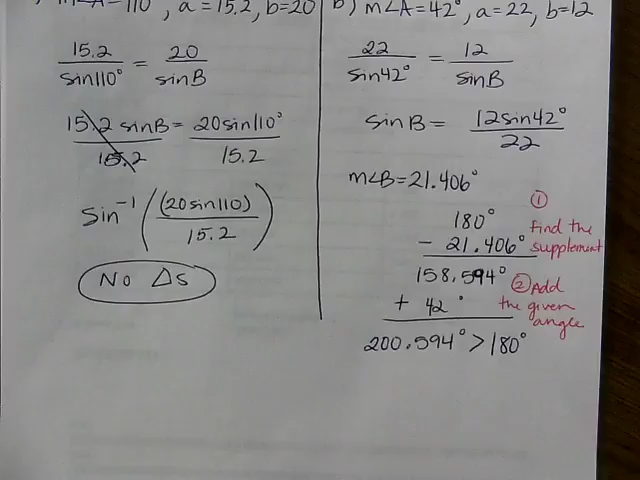 m∠A=110°, a=15.2, b=20
15.2/sin110° = 20/sinB
15.2 sinB/15.2 = 20sin110°/15.2
Sin⁻¹((20sin110)/15.2)
No △s
b) m∠A=42°, a=22, b=12
22/sin42° = 12/sinB
sinB = 12sin42°/22
m∠B=21.406°
180°
- 21.406°
158.594°
+ 42°
200.594° > 180°
① Find the
supplement
② Add
the given
angle